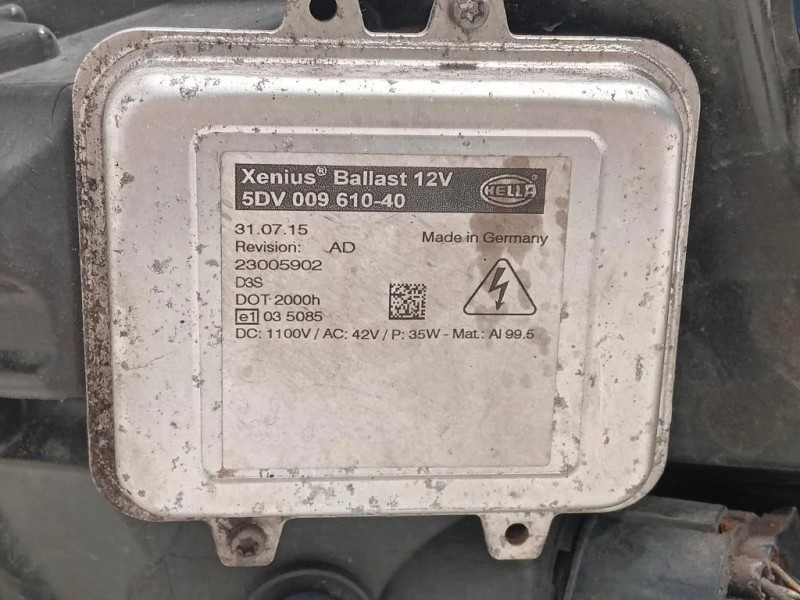 Xenius® Ballast 12V
5DV 009 610-40
HELLA
31.07.15
Revision: AD
Made in Germany
23005902
D3S
DOT 2000h
e1 03 5085
DC: 1100V / AC: 42V / P: 35W - Mat.: Al 99.5